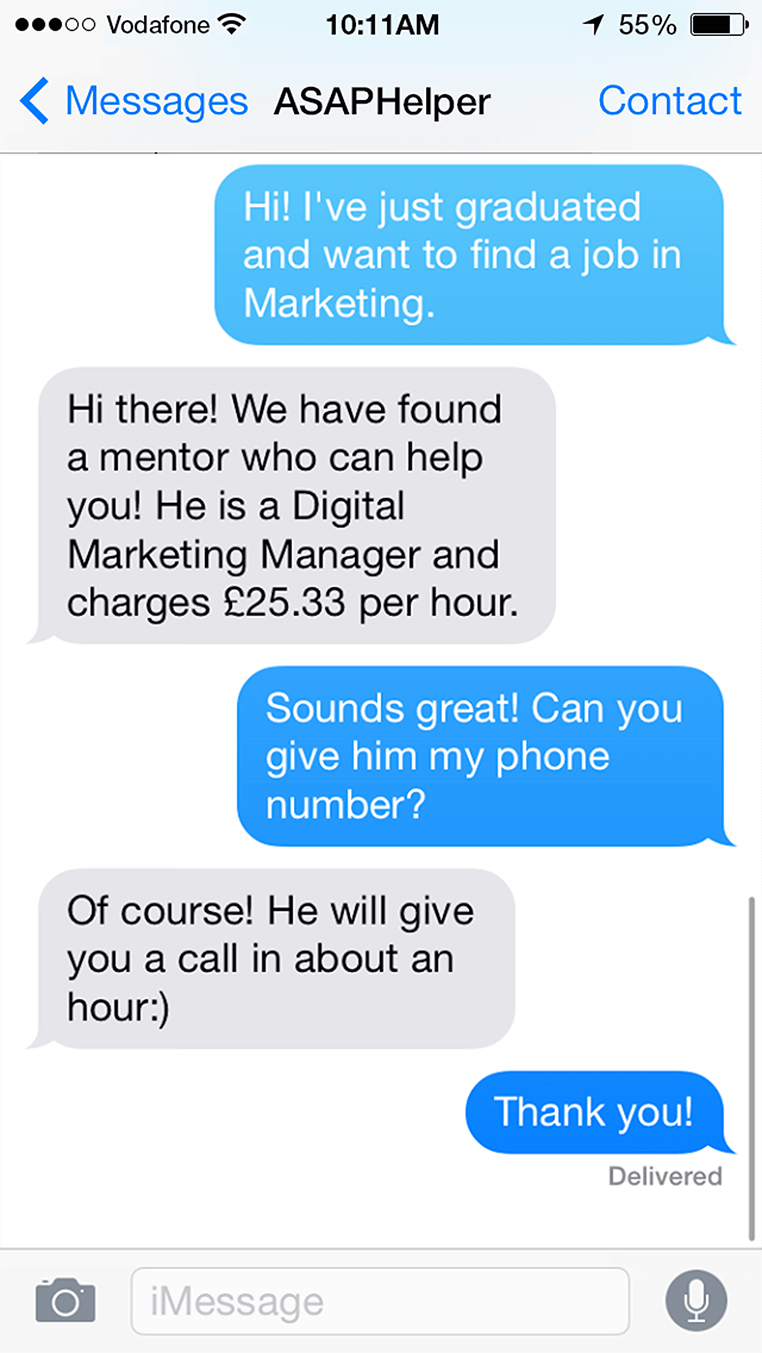 Vodafone 10:11AM 55%
Messages ASAPHelper Contact
Hi! I've just graduated
and want to find a job in
Marketing.
Hi there! We have found
a mentor who can help
you! He is a Digital
Marketing Manager and
charges £25.33 per hour.
Sounds great! Can you
give him my phone
number?
Of course! He will give
you a call in about an
hour:)
Thank you!
Delivered
iMessage